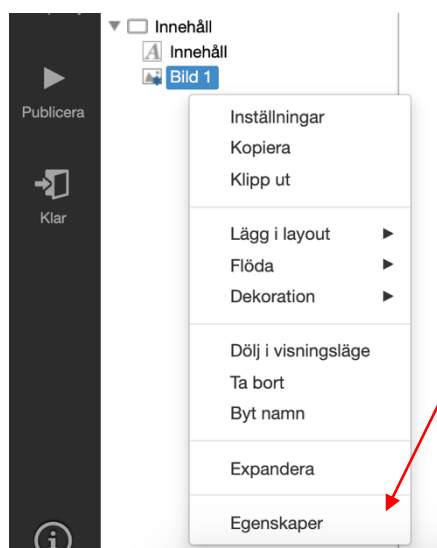 Innehåll
Innehåll
Bild 1
Publicera
Klar
Inställningar
Kopiera
Klipp ut
Lägg i layout
Flöda
Dekoration
Dölj i visningsläge
Ta bort
Byt namn
Expandera
Egenskaper